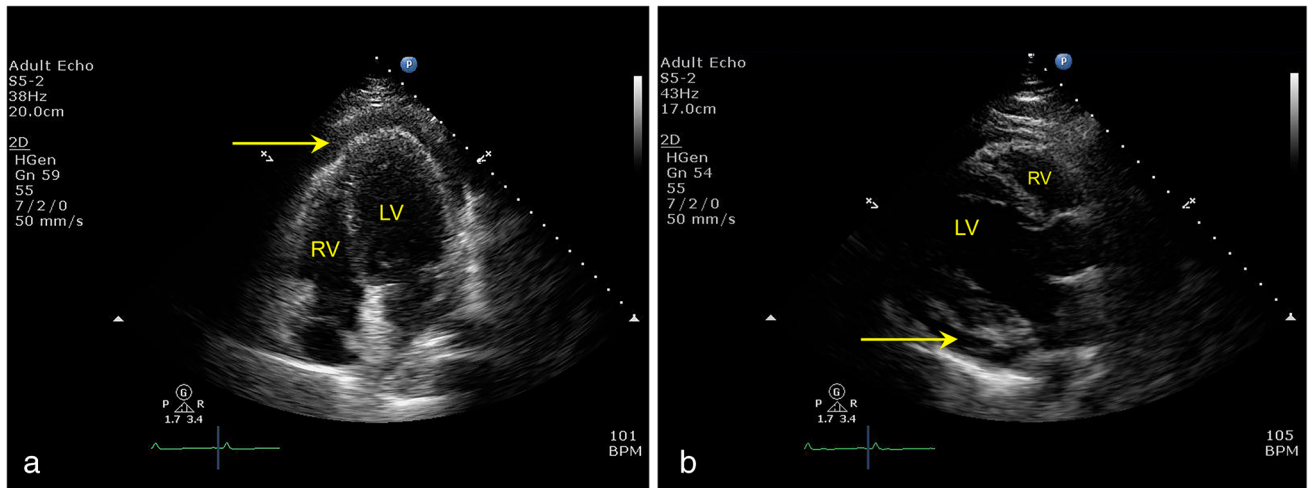 Adult Echo
S5-2
38Hz
20.0cm
2D
HGen
Gn 59
55
7/2/0
50 mm/s
P
LV
RV
G
P R
1.7 3.4
101
BPM
a
Adult Echo
S5-2
43Hz
17.0cm
2D
HGen
Gn 54
55
7/2/0
50 mm/s
P
RV
LV
G
P R
1.7 3.4
105
BPM
b